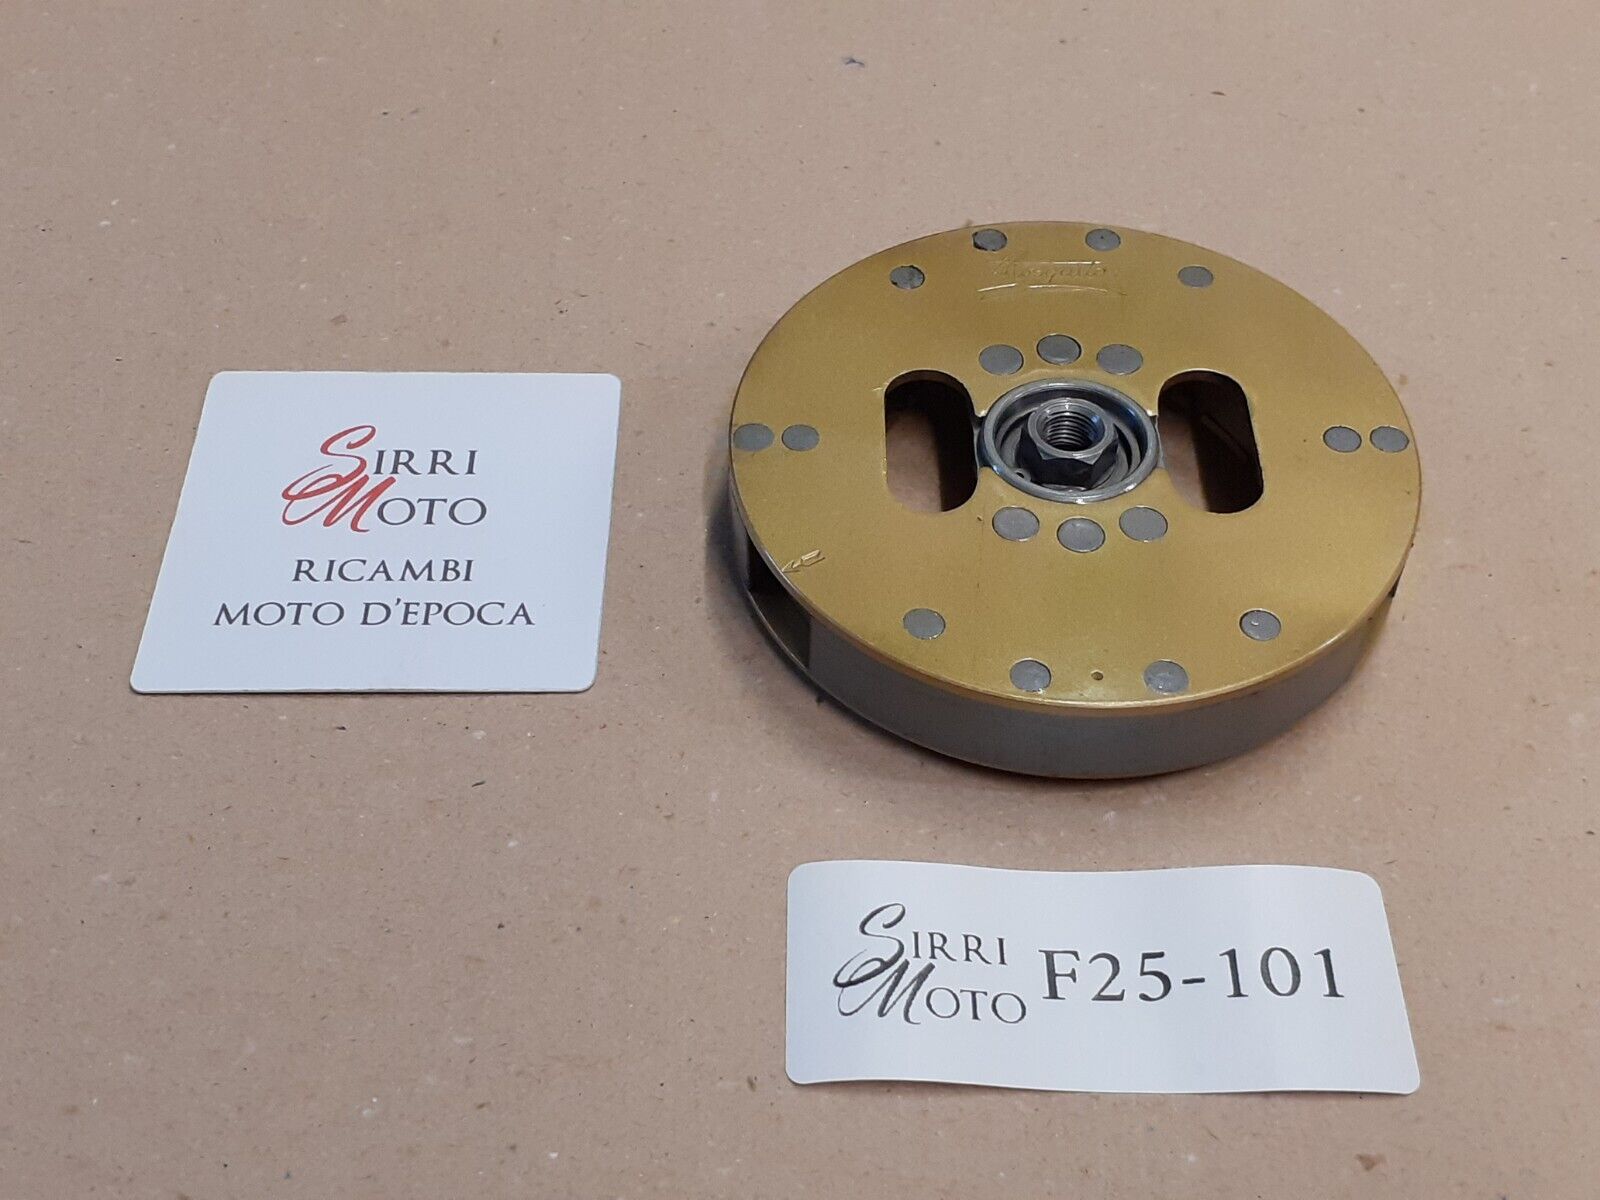 SIRRI
MOTO
RICAMBI
MOTO D'EPOCA
SIRRI
MOTO F25-101